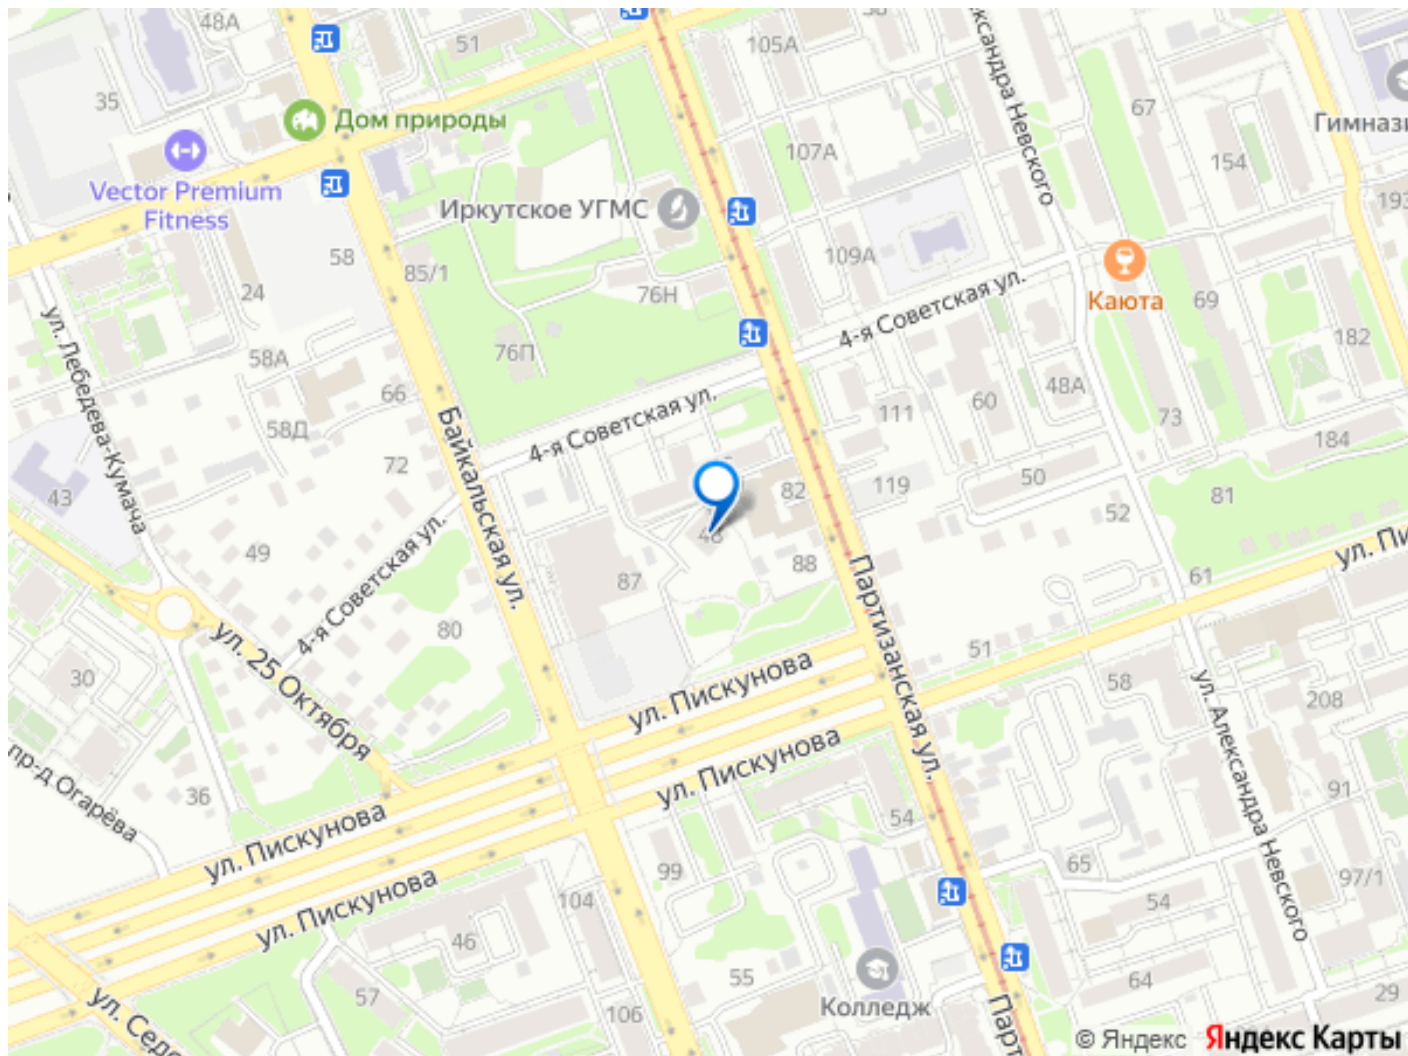 48А
51
105А
35
Дом природы
Vector Premium
Fitness
107А
67
154
Гимнази
193
Александра Невского
Иркутское УГМС
58
85/1
24
76Н
109А
Каюта
69
182
4-я Советская ул.
ул. Лебедева-Кумача
58А
76П
66
58Д
Байкальская ул.
4-я Советская ул.
111
60
48А
73
184
72
43
49
82
119
50
52
81
ул. Пи
48
88
87
61
4-я Советская ул.
80
Партизанская ул.
51
58
30
ул. 25 Октября
ул. Пискунова
ул. Александра Невского
208
пр-д Огарёва
36
ул. Пискунова
ул. Пискунова
54
91
99
65
97/1
ул. Пискунова
104
46
54
57
55
64
29
Колледж
106
ул. Седо
Парт
© Яндекс Яндекс Карты